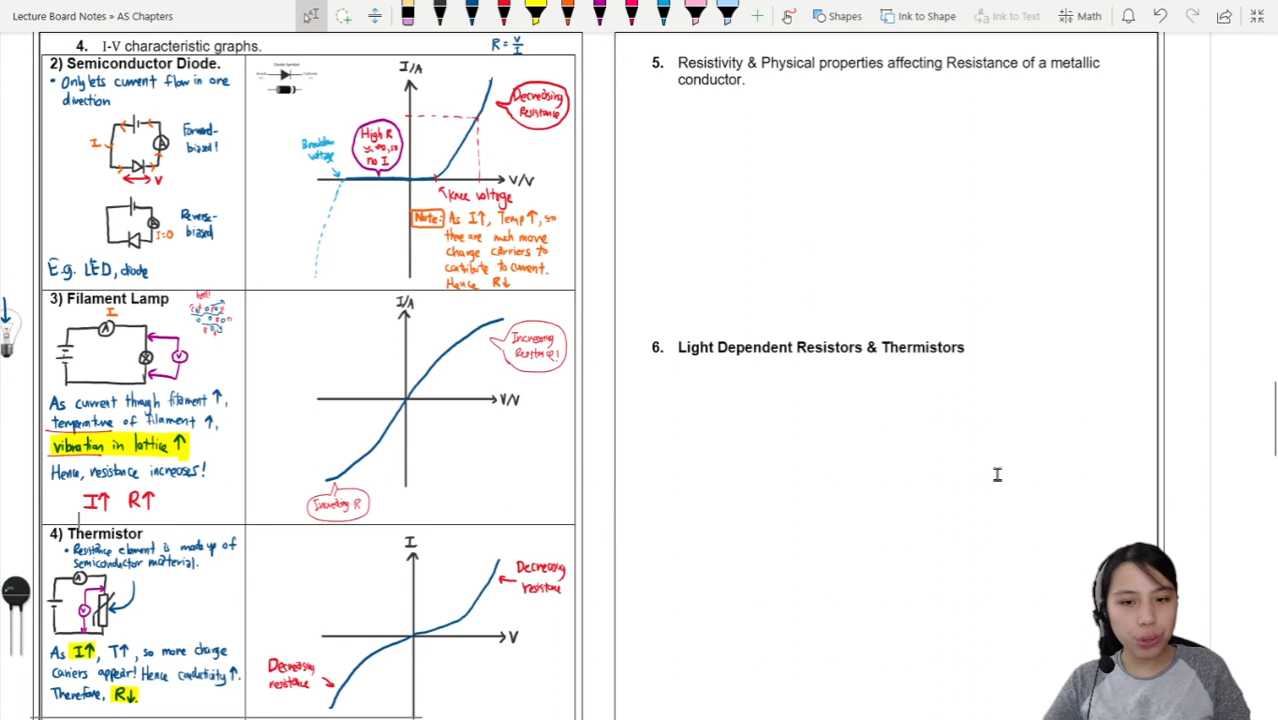 Lecture Board Notes » AS Chapters
Shapes
Ink to Shape
Ink to Text
Math
4. I-V characteristic graphs.
R = V/I
2) Semiconductor Diode.
• Only lets current flow in one
direction
I
A
V
Forward-
biased!
I=0
Reverse-
biased
E.g. LED, diode
Diode Symbol
I/A
Decreasing
Resistance
High R
≈ ∞, so
no I
voltage
V/V
Knee voltage
Note: As I↑, Temp↑, so
there are much more
charge carriers to
contribute to current.
Hence R↓
3) Filament Lamp
I
A
V
As current through filament ↑,
temperature of filament ↑,
vibration in lattice ↑
Hence, resistance increases!
I↑ R↑
I/A
Increasing
Resistance!
V/V
Increasing R
4) Thermistor
• Resistance element is made up of
semiconductor material.
A
V
As I↑, T↑, so more charge
carriers appear! Hence conductivity ↑.
Therefore, R↓.
I
Decreasing
resistance
V
Decreasing
resistance
5. Resistivity & Physical properties affecting Resistance of a metallic
conductor.
6. Light Dependent Resistors & Thermistors